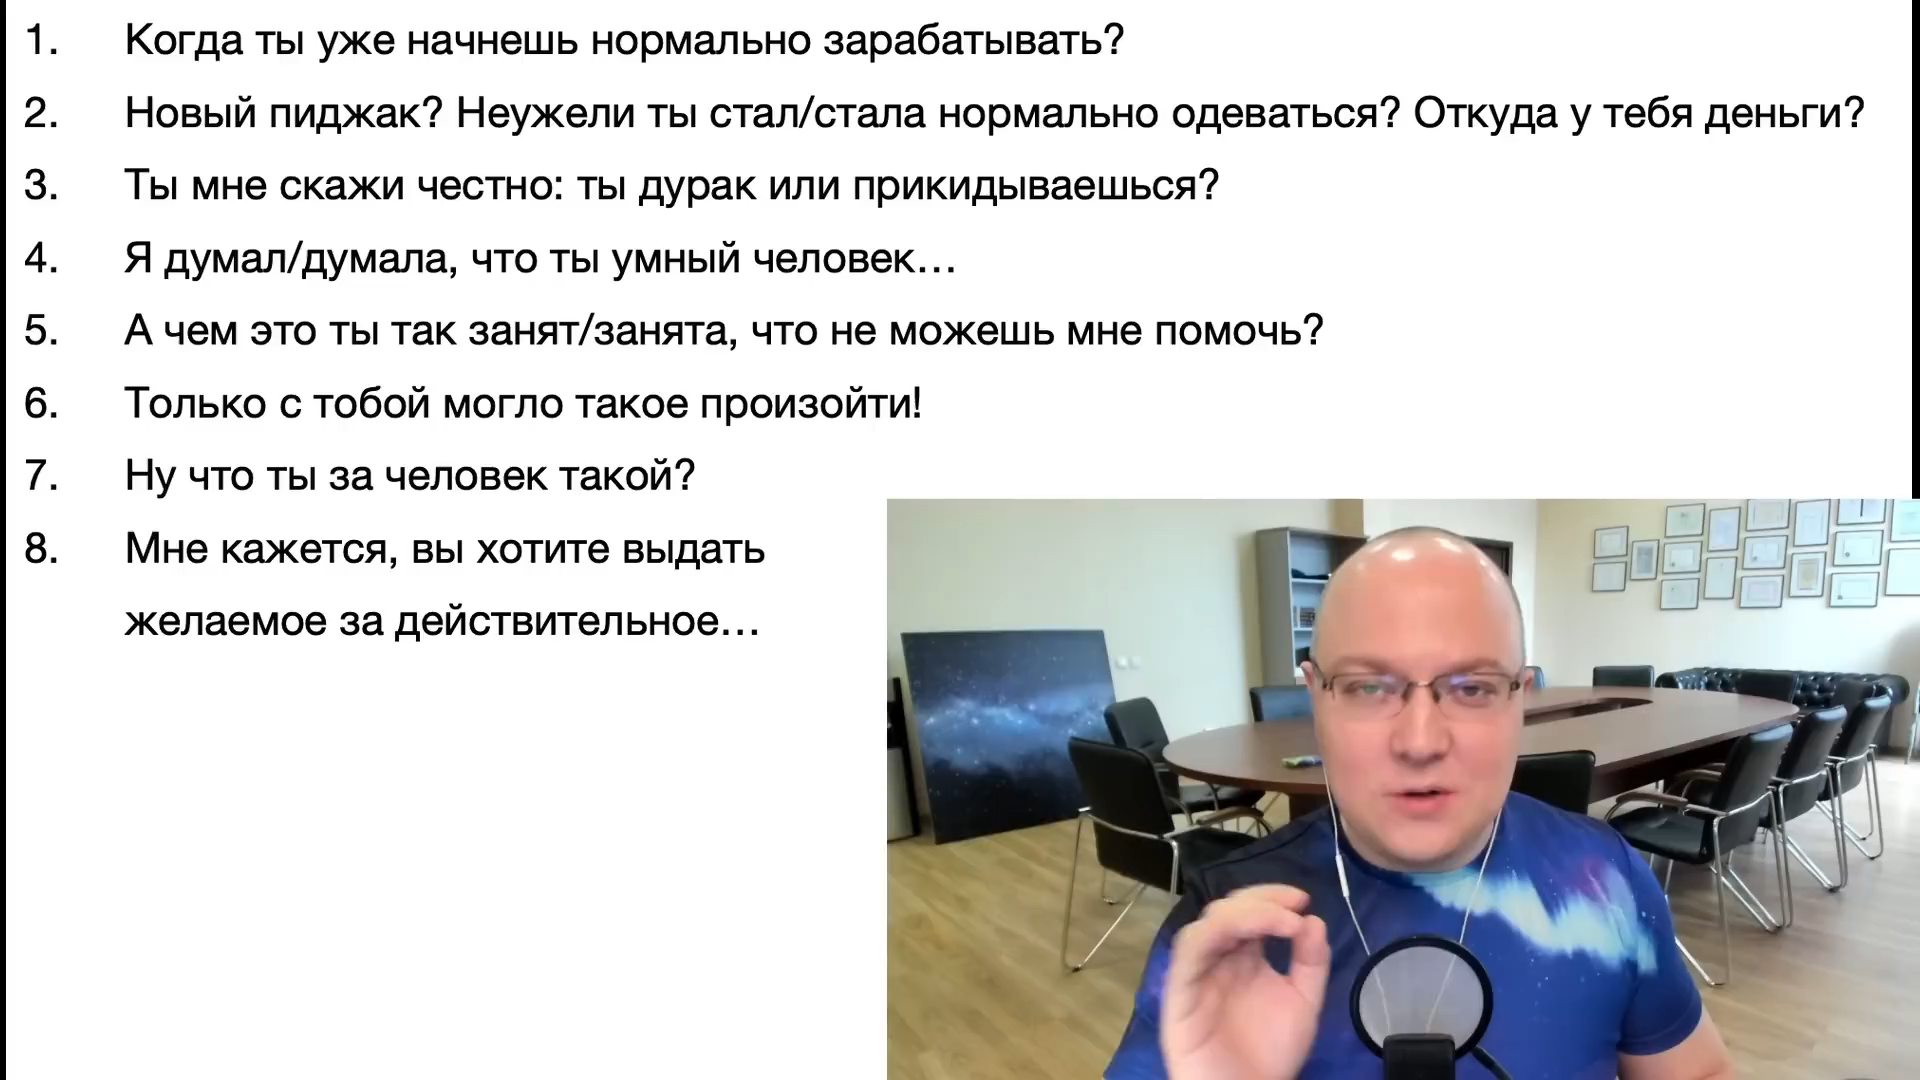 1. Когда ты уже начнешь нормально зарабатывать?
2. Новый пиджак? Неужели ты стал/стала нормально одеваться? Откуда у тебя деньги?
3. Ты мне скажи честно: ты дурак или прикидываешься?
4. Я думал/думала, что ты умный человек…
5. А чем это ты так занят/занята, что не можешь мне помочь?
6. Только с тобой могло такое произойти!
7. Ну что ты за человек такой?
8. Мне кажется, вы хотите выдать
желаемое за действительное…